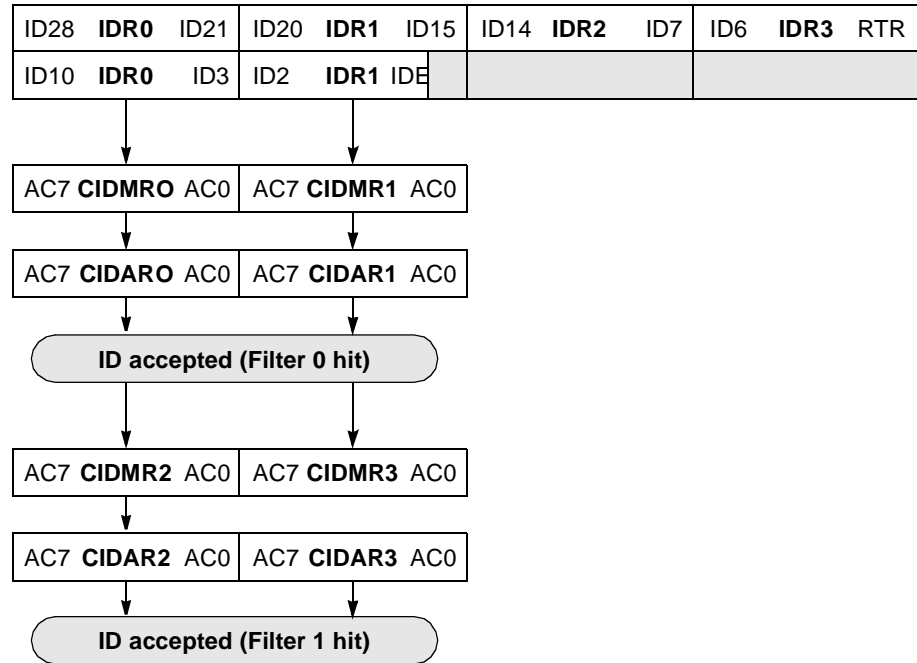 ID28 IDR0 ID21 ID20 IDR1 ID15 ID14 IDR2 ID7 ID6 IDR3 RTR
ID10 IDR0 ID3 ID2 IDR1 IDE
AC7 CIDMRO AC0 AC7 CIDMR1 AC0
AC7 CIDARO AC0 AC7 CIDAR1 AC0
ID accepted (Filter 0 hit)
AC7 CIDMR2 AC0 AC7 CIDMR3 AC0
AC7 CIDAR2 AC0 AC7 CIDAR3 AC0
ID accepted (Filter 1 hit)